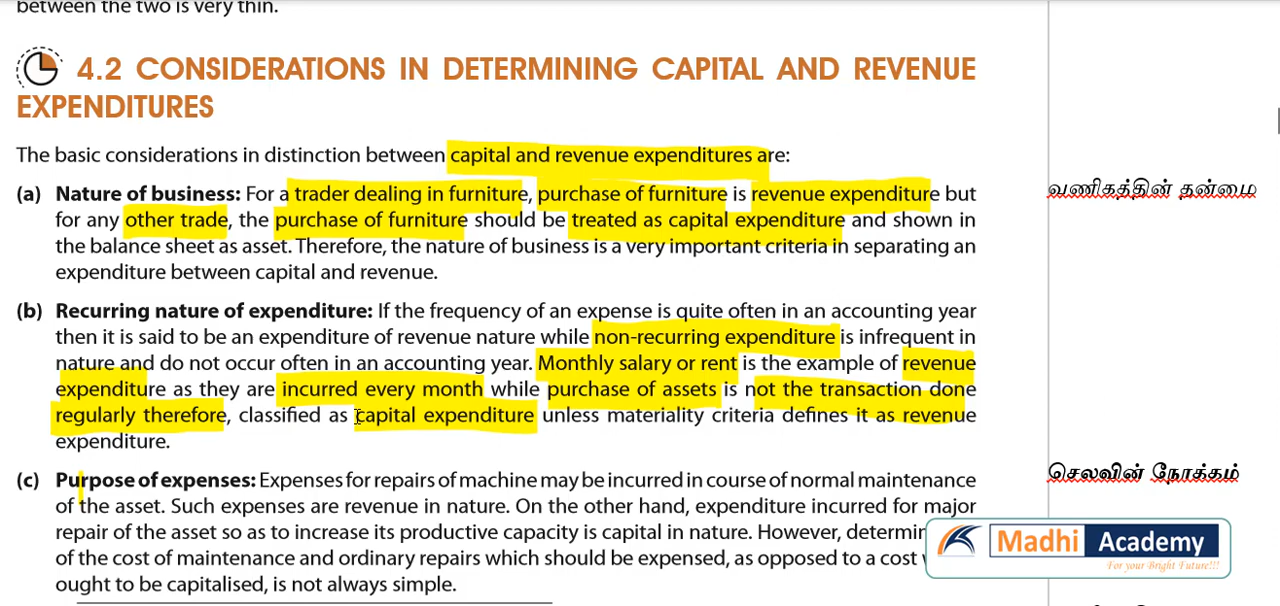 between the two is very thin.
4.2 CONSIDERATIONS IN DETERMINING CAPITAL AND REVENUE
EXPENDITURES
The basic considerations in distinction between capital and revenue expenditures are:
(a) Nature of business: For a trader dealing in furniture, purchase of furniture is revenue expenditure but
வணிகத்தின் தன்மை
for any other trade, the purchase of furniture should be treated as capital expenditure and shown in
the balance sheet as asset. Therefore, the nature of business is a very important criteria in separating an
expenditure between capital and revenue.
(b) Recurring nature of expenditure: If the frequency of an expense is quite often in an accounting year
then it is said to be an expenditure of revenue nature while non-recurring expenditure is infrequent in
nature and do not occur often in an accounting year. Monthly salary or rent is the example of revenue
expenditure as they are incurred every month while purchase of assets is not the transaction done
regularly therefore, classified as capital expenditure unless materiality criteria defines it as revenue
expenditure.
(c) Purpose of expenses: Expenses for repairs of machine may be incurred in course of normal maintenance
செலவின் நோக்கம்
of the asset. Such expenses are revenue in nature. On the other hand, expenditure incurred for major
repair of the asset so as to increase its productive capacity is capital in nature. However,
of the cost of maintenance and ordinary repairs which should be expensed, as opposed to a cost
ought to be capitalised, is not always simple.
Madhi Academy
For your Bright Future!!!